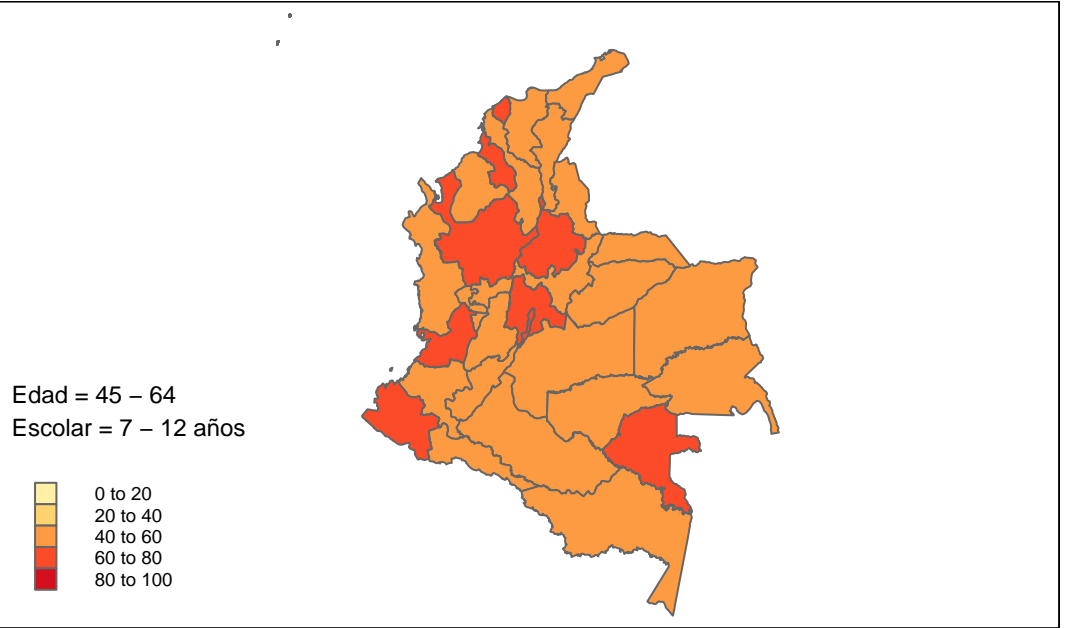 Edad = 45 – 64
Escolar = 7 – 12 años
0 to 20
20 to 40
40 to 60
60 to 80
80 to 100